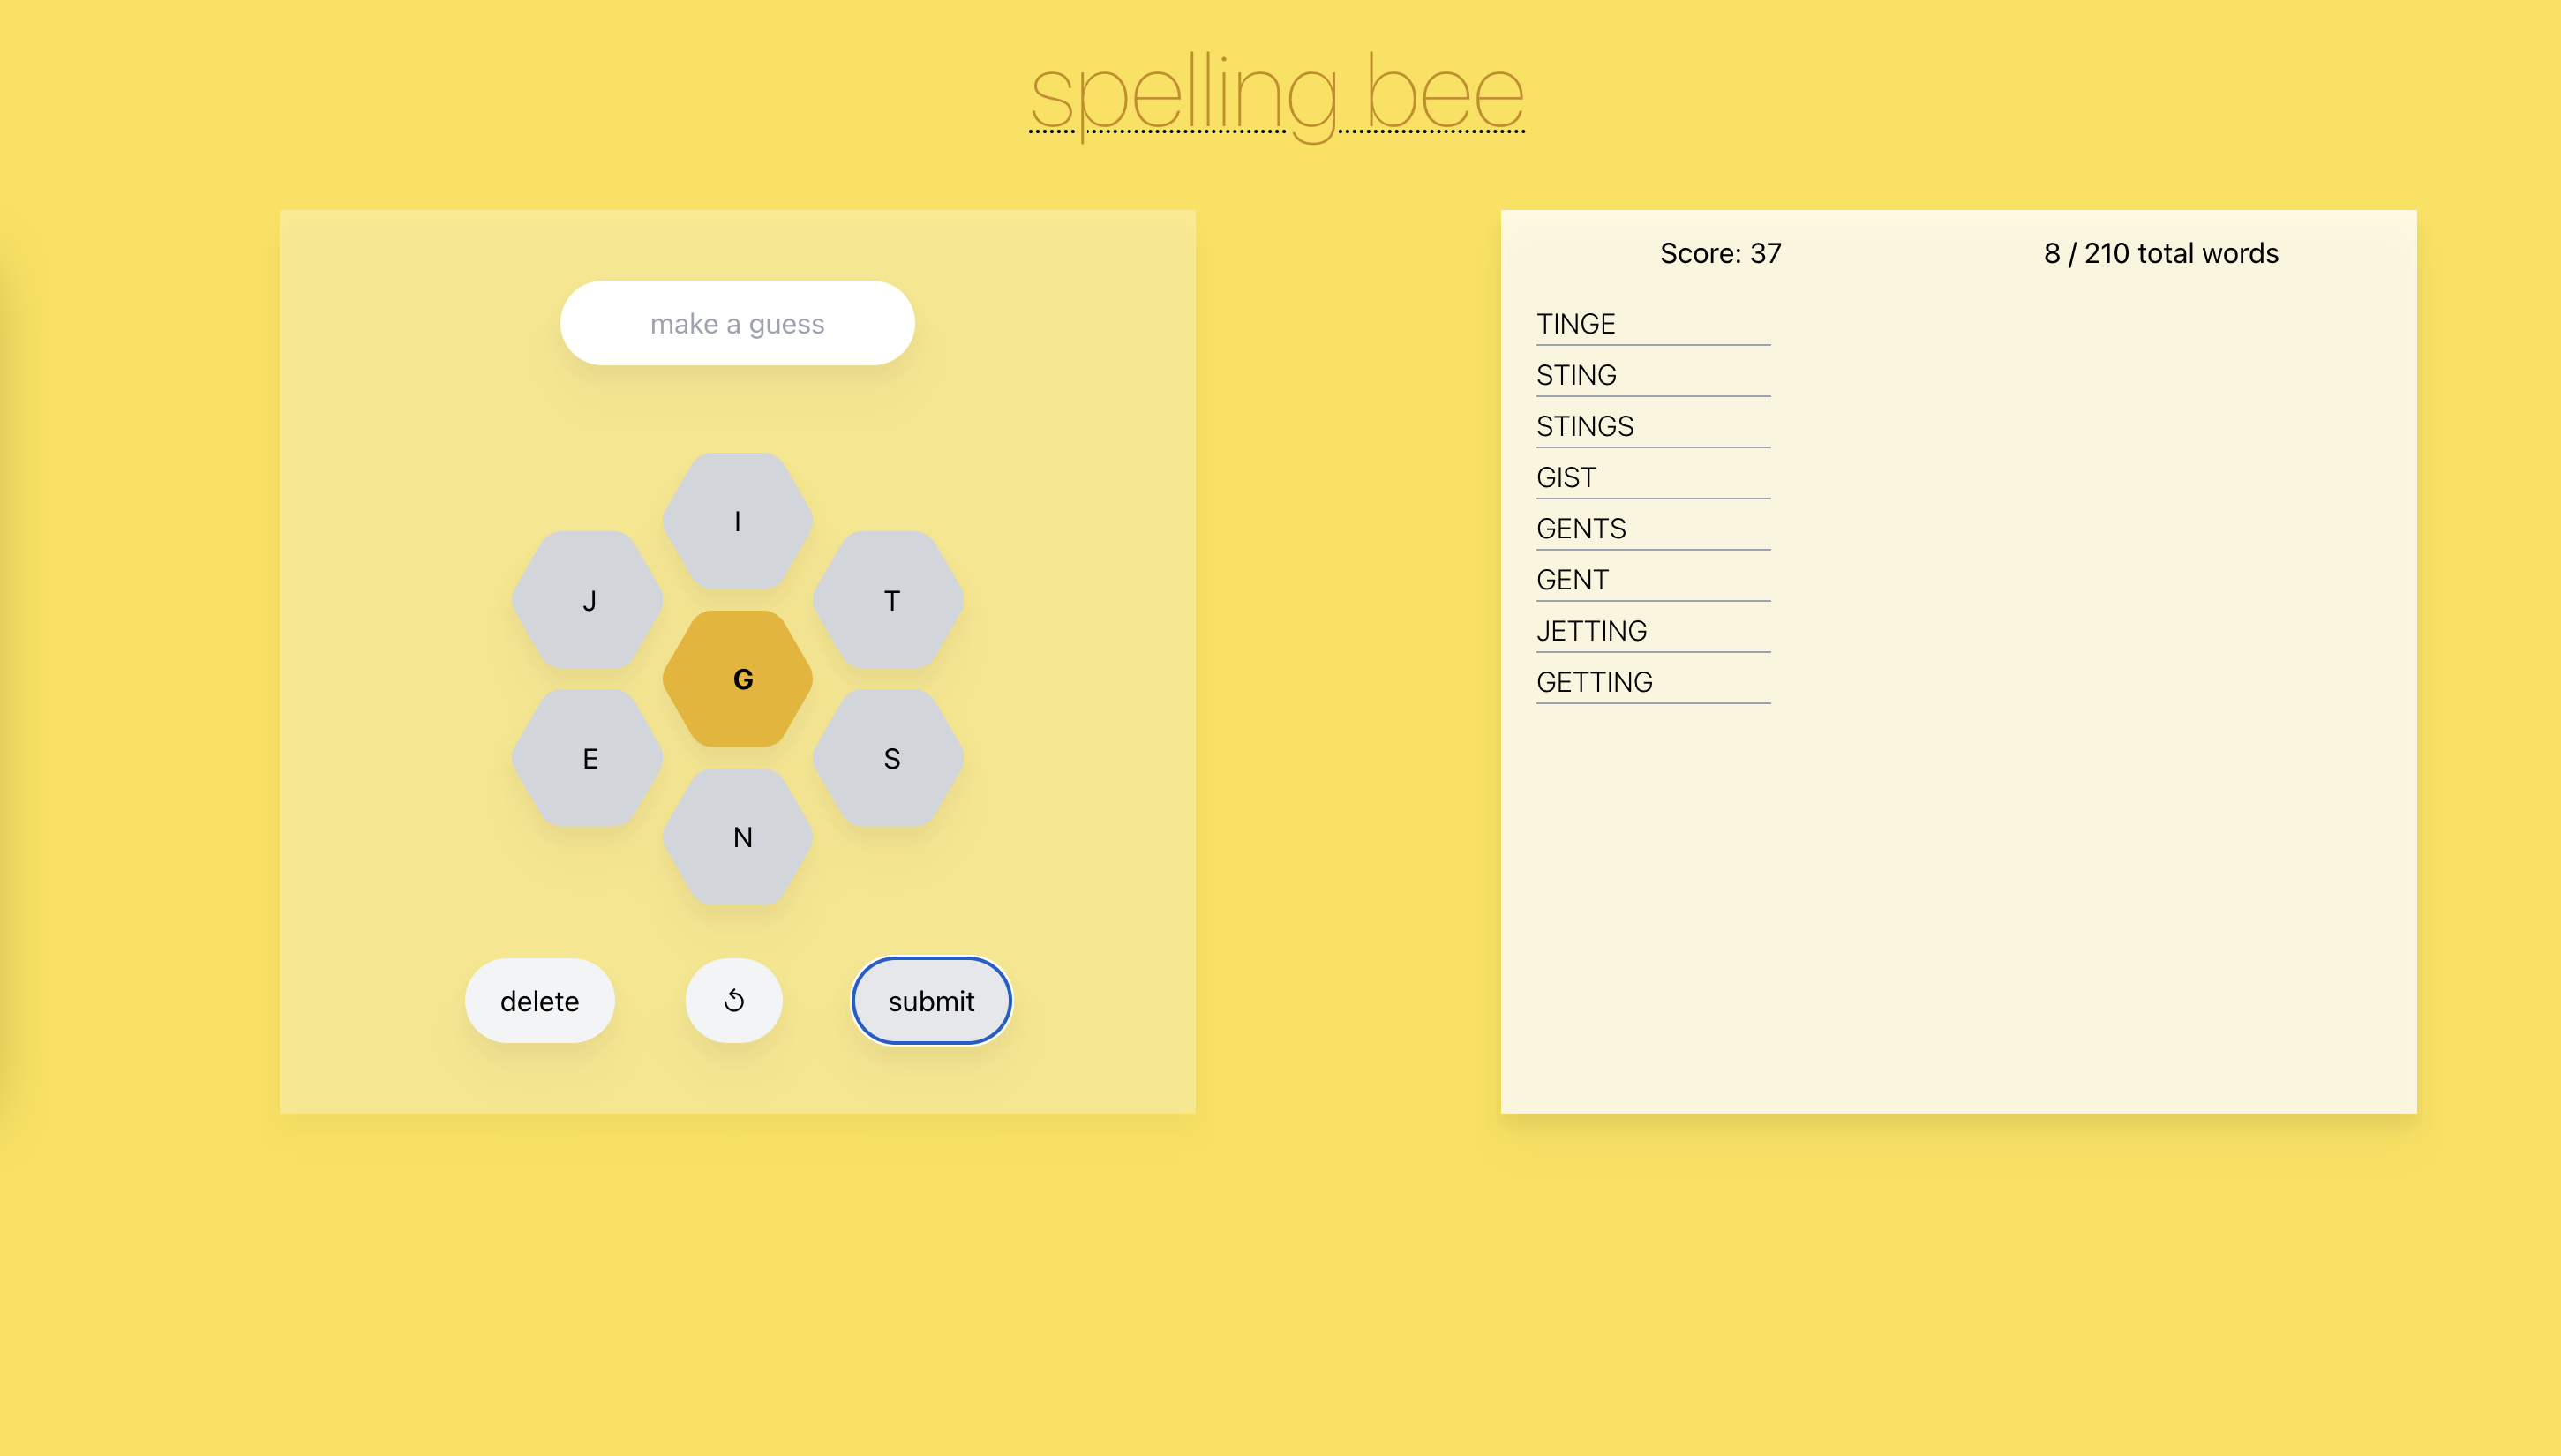 spelling bee
make a guess
I
J
T
G
E
S
N
delete
submit
Score: 37
8 / 210 total words
TINGE
STING
STINGS
GIST
GENTS
GENT
JETTING
GETTING